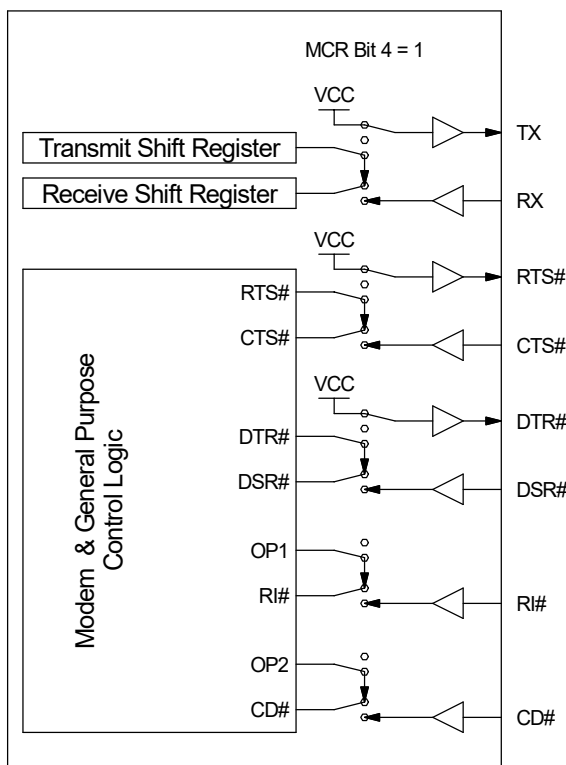 MCR Bit 4 = 1
VCC
TX
Transmit Shift Register
Receive Shift Register
RX
VCC
RTS#
RTS#
CTS#
CTS#
VCC
DTR#
DTR#
DSR#
DSR#
Modem & General Purpose
Control Logic
OP1
RI#
RI#
OP2
CD#
CD#